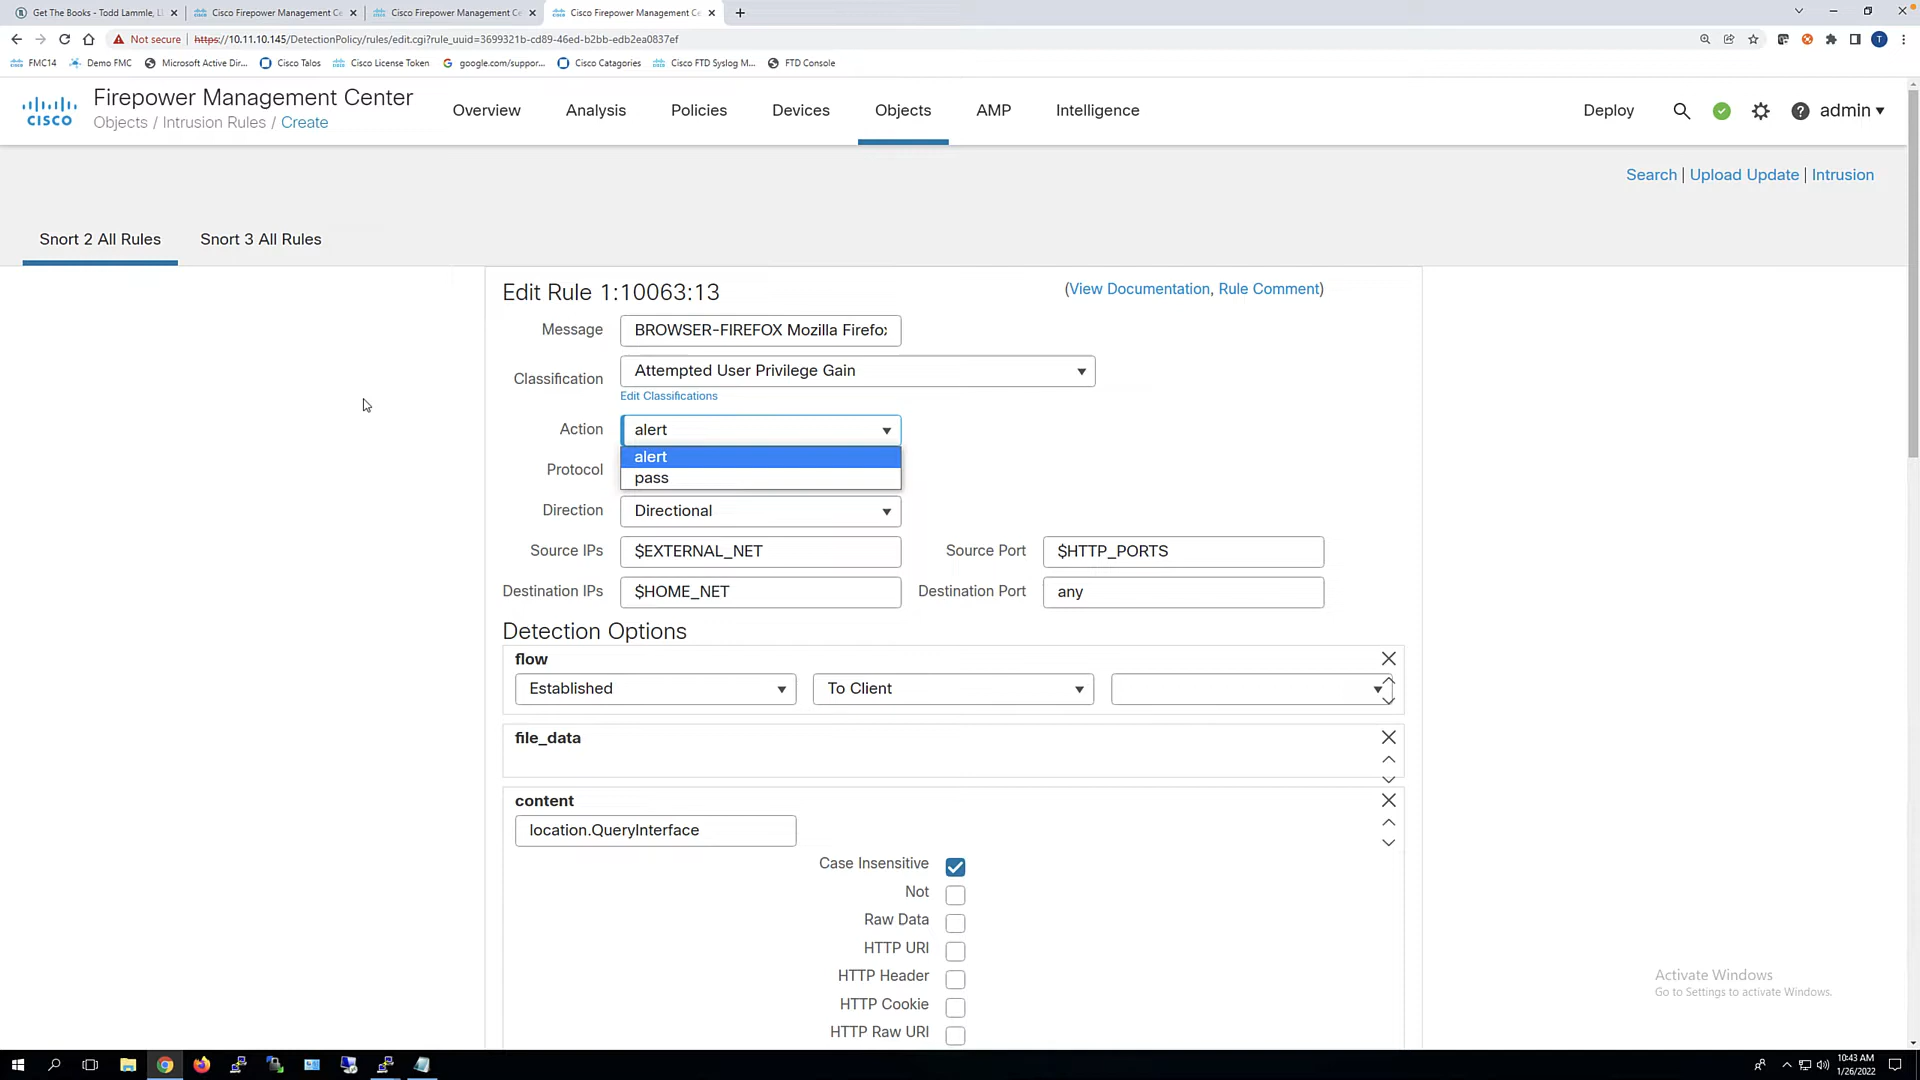 Get The Books - Todd Lammle, L
Cisco Firepower Management Ce
Cisco Firepower Management Ce
Cisco Firepower Management Ce
Not secure
https://10.11.10.145/DetectionPolicy/rules/edit.cgi?rule_uuid=3699321b-cd89-46ed-b2bb-edb2ea0837ef
T
FMC14
Demo FMC
Microsoft Active Dir...
Cisco Talos
Cisco License Token
google.com/suppor...
Cisco Catagories
Cisco FTD Syslog M...
FTD Console
CISCO
Firepower Management Center
Objects / Intrusion Rules / Create
Overview
Analysis
Policies
Devices
Objects
AMP
Intelligence
Deploy
admin
Search | Upload Update | Intrusion
Snort 2 All Rules
Snort 3 All Rules
Edit Rule 1:10063:13
(View Documentation, Rule Comment)
Message
BROWSER-FIREFOX Mozilla Firefo
Classification
Attempted User Privilege Gain
Edit Classifications
Action
alert
alert
pass
Protocol
Direction
Directional
Source IPs
$EXTERNAL_NET
Source Port
$HTTP_PORTS
Destination IPs
$HOME_NET
Destination Port
any
Detection Options
flow
Established
To Client
file_data
content
location.QueryInterface
Case Insensitive
Not
Raw Data
HTTP URI
HTTP Header
HTTP Cookie
HTTP Raw URI
Activate Windows
Go to Settings to activate Windows.
10:43 AM
1/26/2022